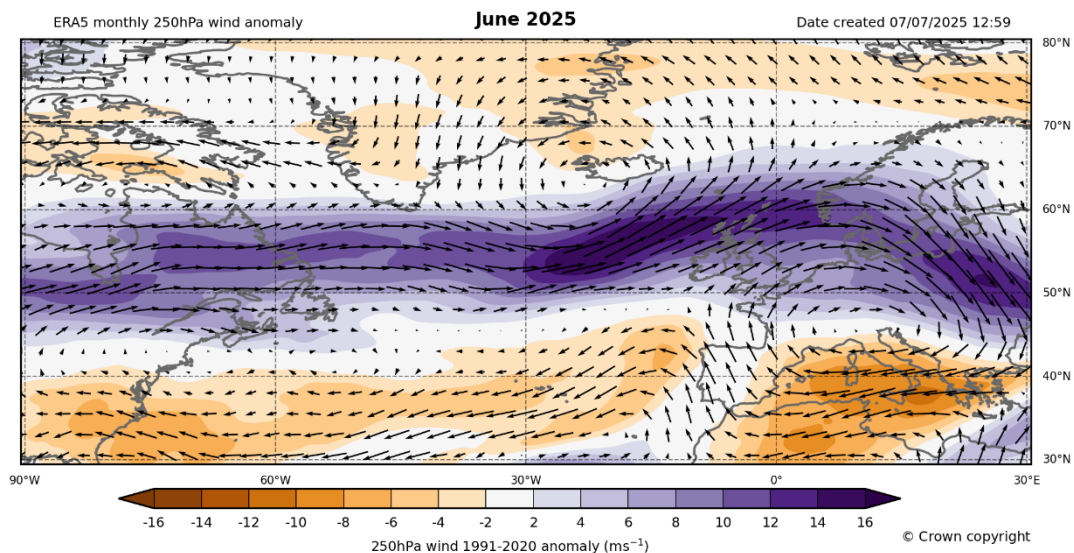 ERA5 monthly 250hPa wind anomaly
June 2025
Date created 07/07/2025 12:59
80°N
70°N
60°N
50°N
40°N
30°N
90°W 60°W 30°W 0° 30°E
-16 -14 -12 -10 -8 -6 -4 -2 2 4 6 8 10 12 14 16
250hPa wind 1991-2020 anomaly (ms⁻¹)
© Crown copyright